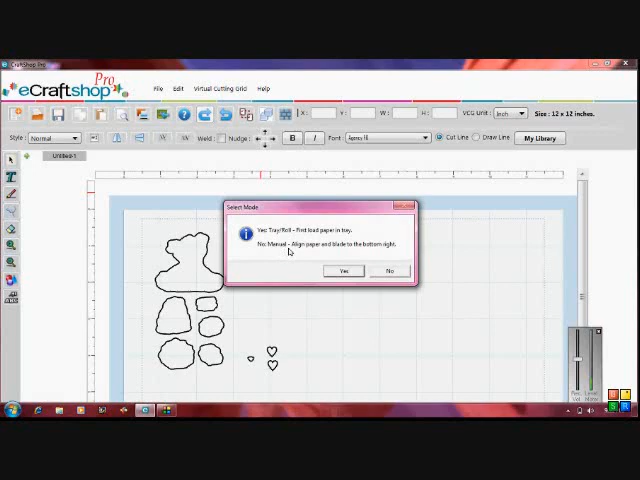 eCraftShop Pro
eCraftshop Pro
File Edit Virtual Cutting Grid Help
X: Y: W: H: VCG Unit: Inch Size: 12 x 12 inches.
Style: Normal Weld: Nudge: B I Font: Cut Line Draw Line My Library
Untitled-1
Select Mode
Yes: Tray/Roll - First load paper in tray.
No: Manual - Align paper and blade to the bottom right.
Yes No